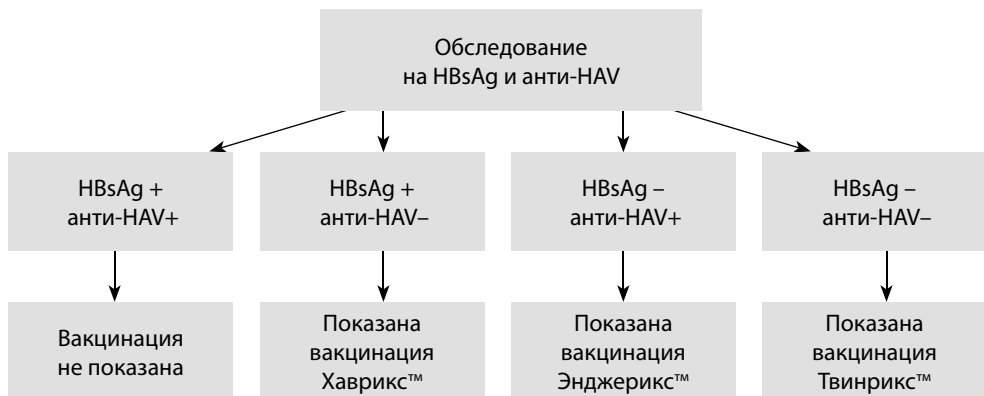 Обследование
на HBsAg и анти-HAV
HBsAg +
анти-HAV+
HBsAg +
анти-HAV–
HBsAg –
анти-HAV+
HBsAg –
анти-HAV–
Вакцинация
не показана
Показана
вакцинация
Хаврикс™
Показана
вакцинация
Энджерикс™
Показана
вакцинация
Твинрикс™